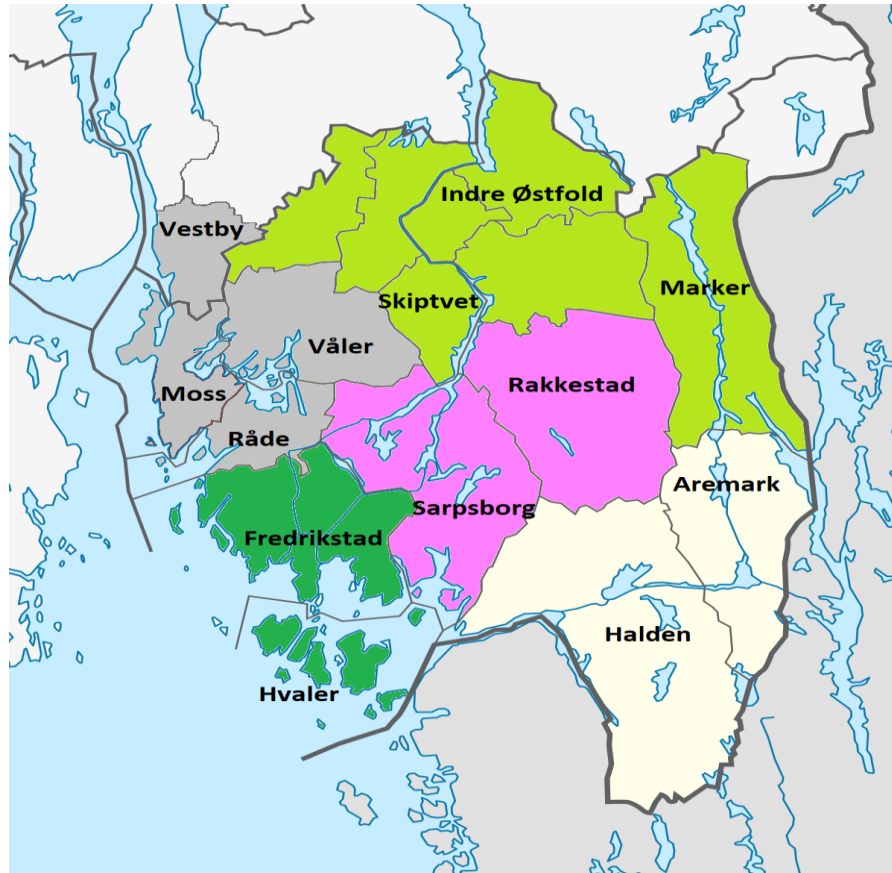 Indre Østfold
Vestby
Marker
Skiptvet
Våler
Rakkestad
Moss
Råde
Aremark
Sarpsborg
Fredrikstad
Halden
Hvaler